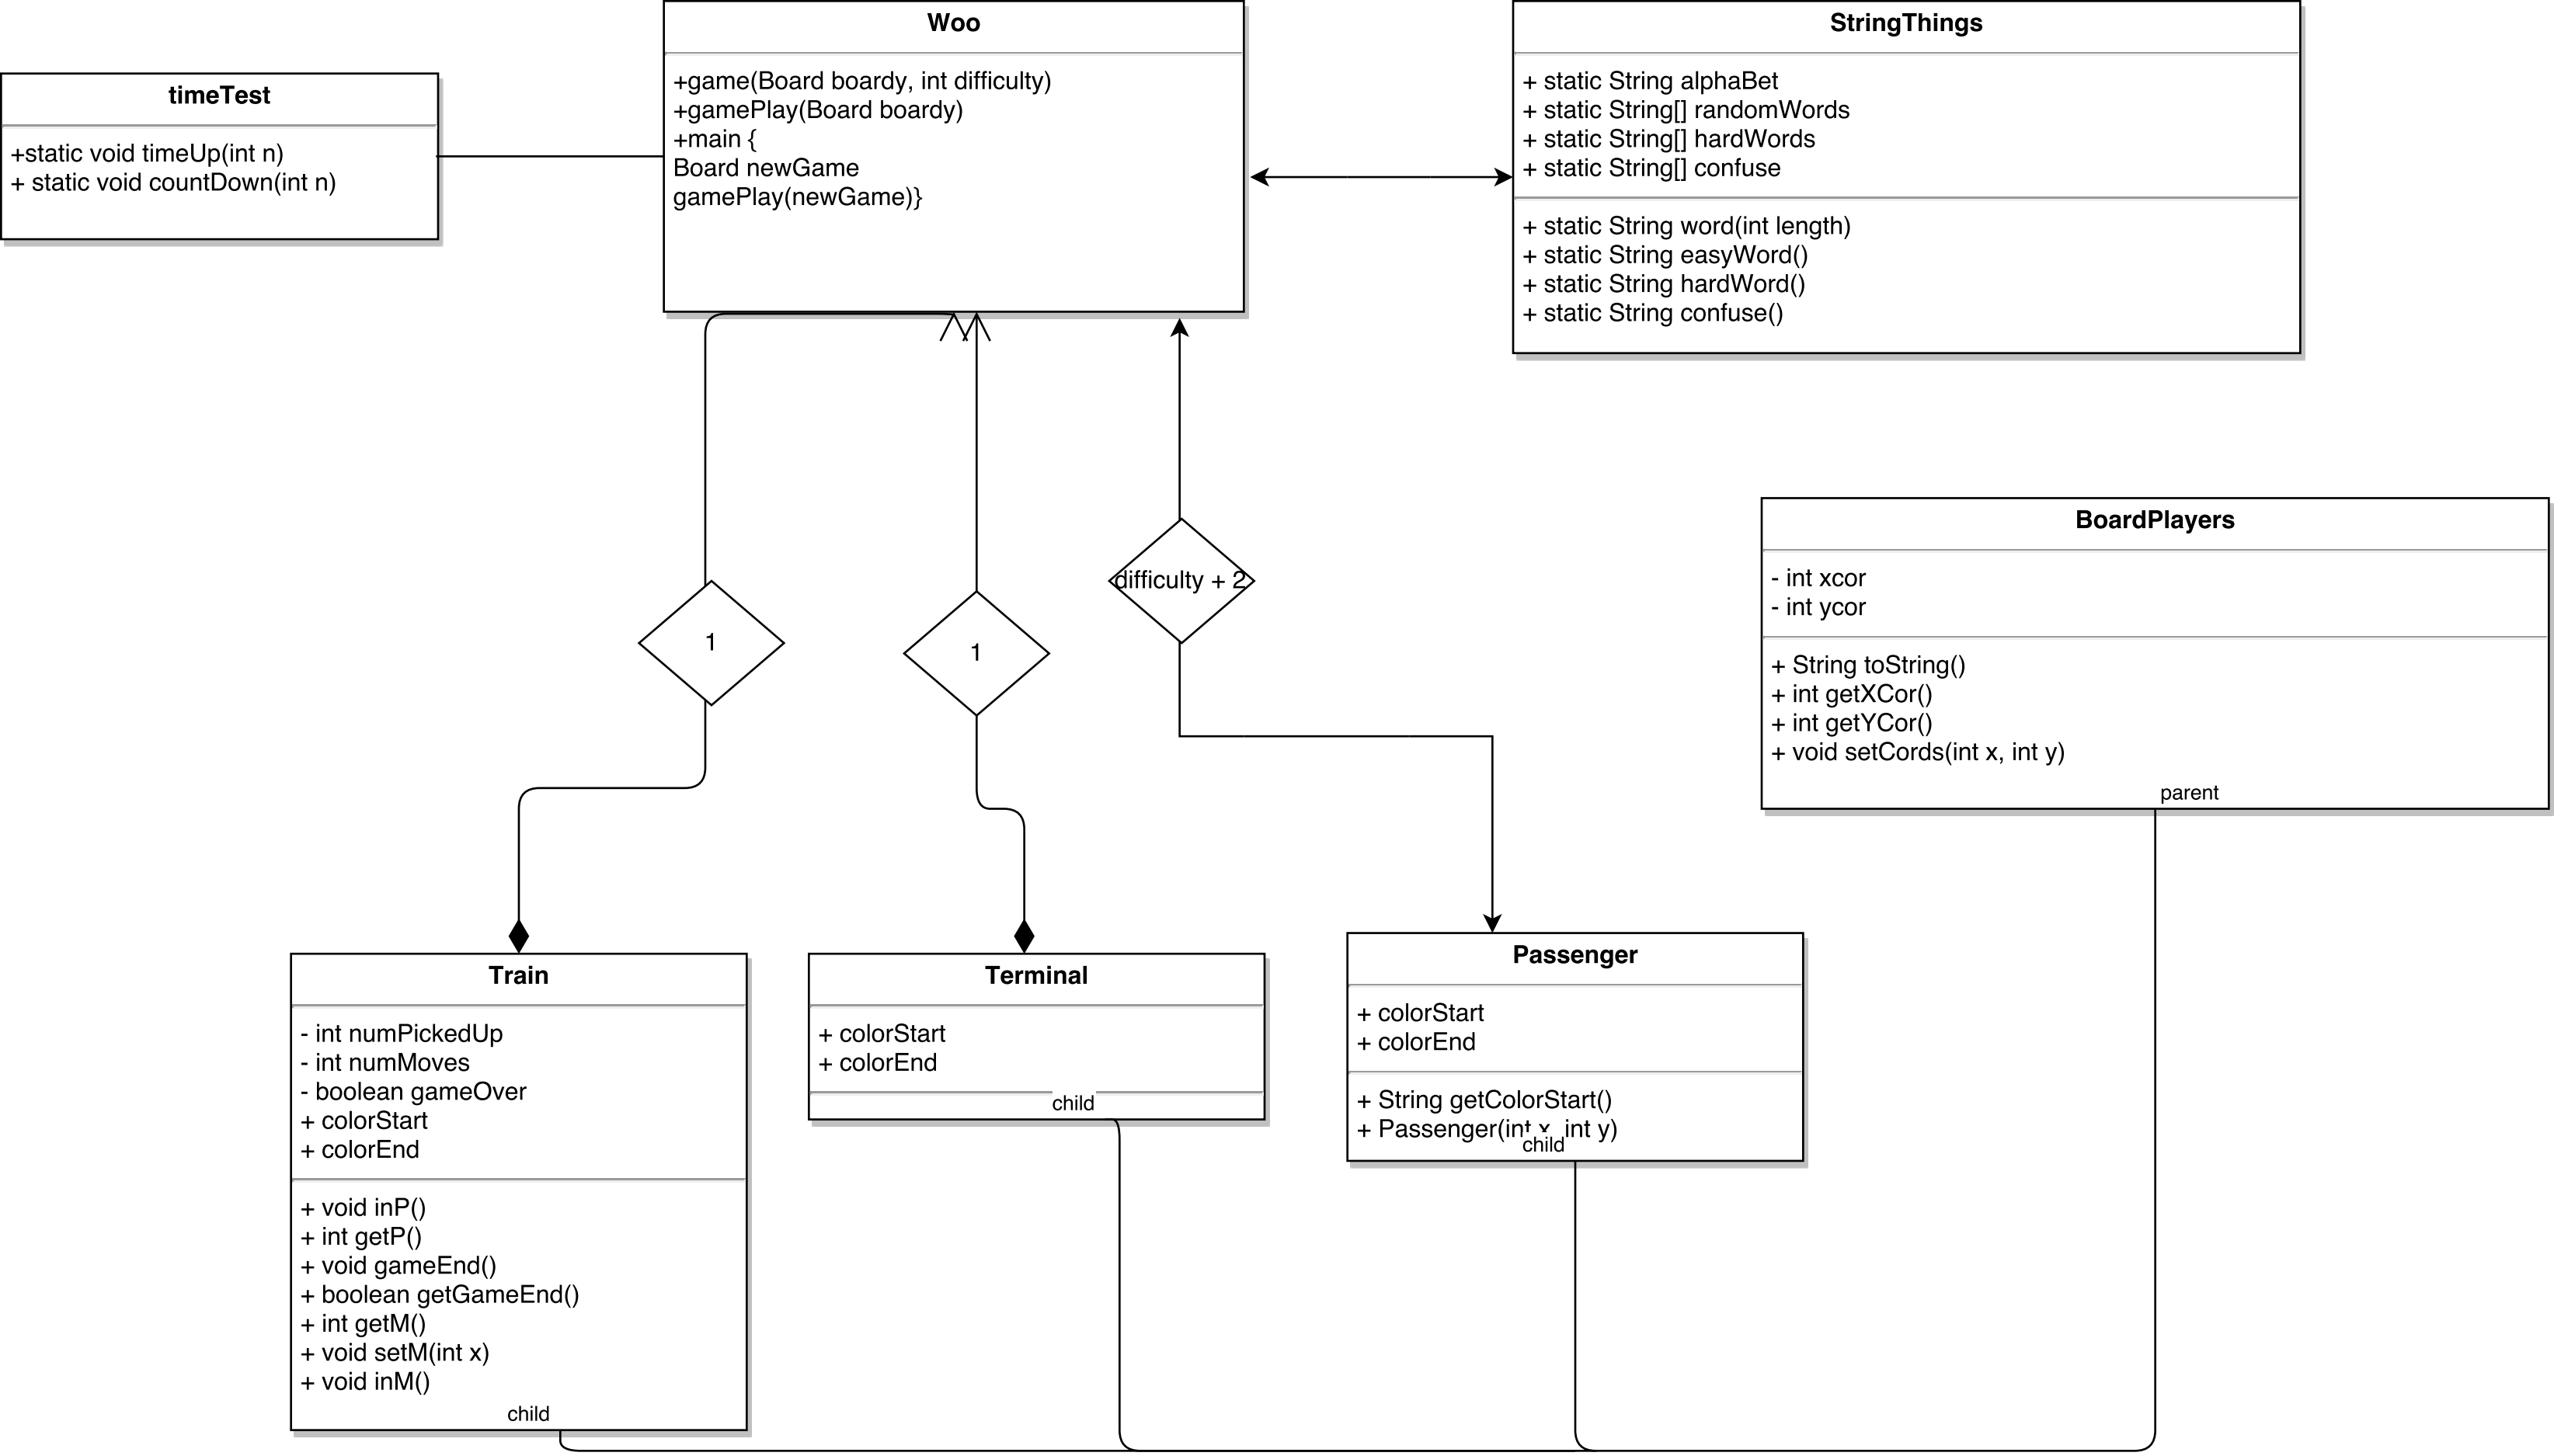 Woo
+game(Board boardy, int difficulty)
+gamePlay(Board boardy)
+main {
Board newGame
gamePlay(newGame)}
StringThings
+ static String alphaBet
+ static String[] randomWords
+ static String[] hardWords
+ static String[] confuse
+ static String word(int length)
+ static String easyWord()
+ static String hardWord()
+ static String confuse()
timeTest
+static void timeUp(int n)
+ static void countDown(int n)
BoardPlayers
- int xcor
- int ycor
+ String toString()
+ int getXCor()
+ int getYCor()
+ void setCords(int x, int y)
parent
1
1
difficulty + 2
Train
- int numPickedUp
- int numMoves
- boolean gameOver
+ colorStart
+ colorEnd
+ void inP()
+ int getP()
+ void gameEnd()
+ boolean getGameEnd()
+ int getM()
+ void setM(int x)
+ void inM()
child
Terminal
+ colorStart
+ colorEnd
child
Passenger
+ colorStart
+ colorEnd
+ String getColorStart()
+ Passenger(int x, int y)
child